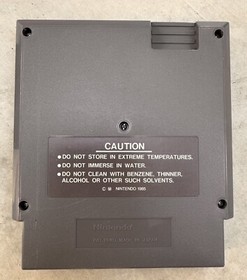 CAUTION
● DO NOT STORE IN EXTREME TEMPERATURES.
● DO NOT IMMERSE IN WATER.
● DO NOT CLEAN WITH BENZENE, THINNER,
ALCOHOL OR OTHER SUCH SOLVENTS.
NINTENDO 1985
Nintendo